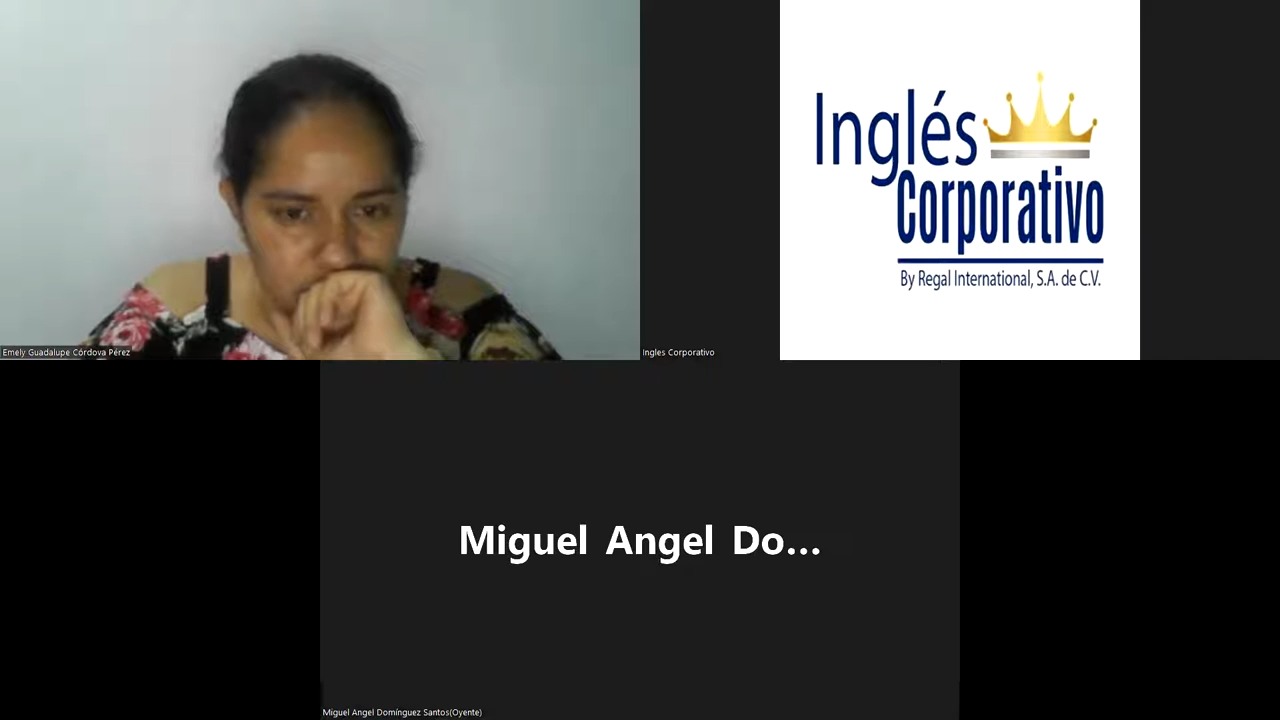 Inglés
Corporativo
By Regal International, S.A. de C.V.
Emely Guadalupe Córdova Pérez
Ingles Corporativo
Miguel Angel Do...
Miguel Angel Domínguez Santos(Oyente)